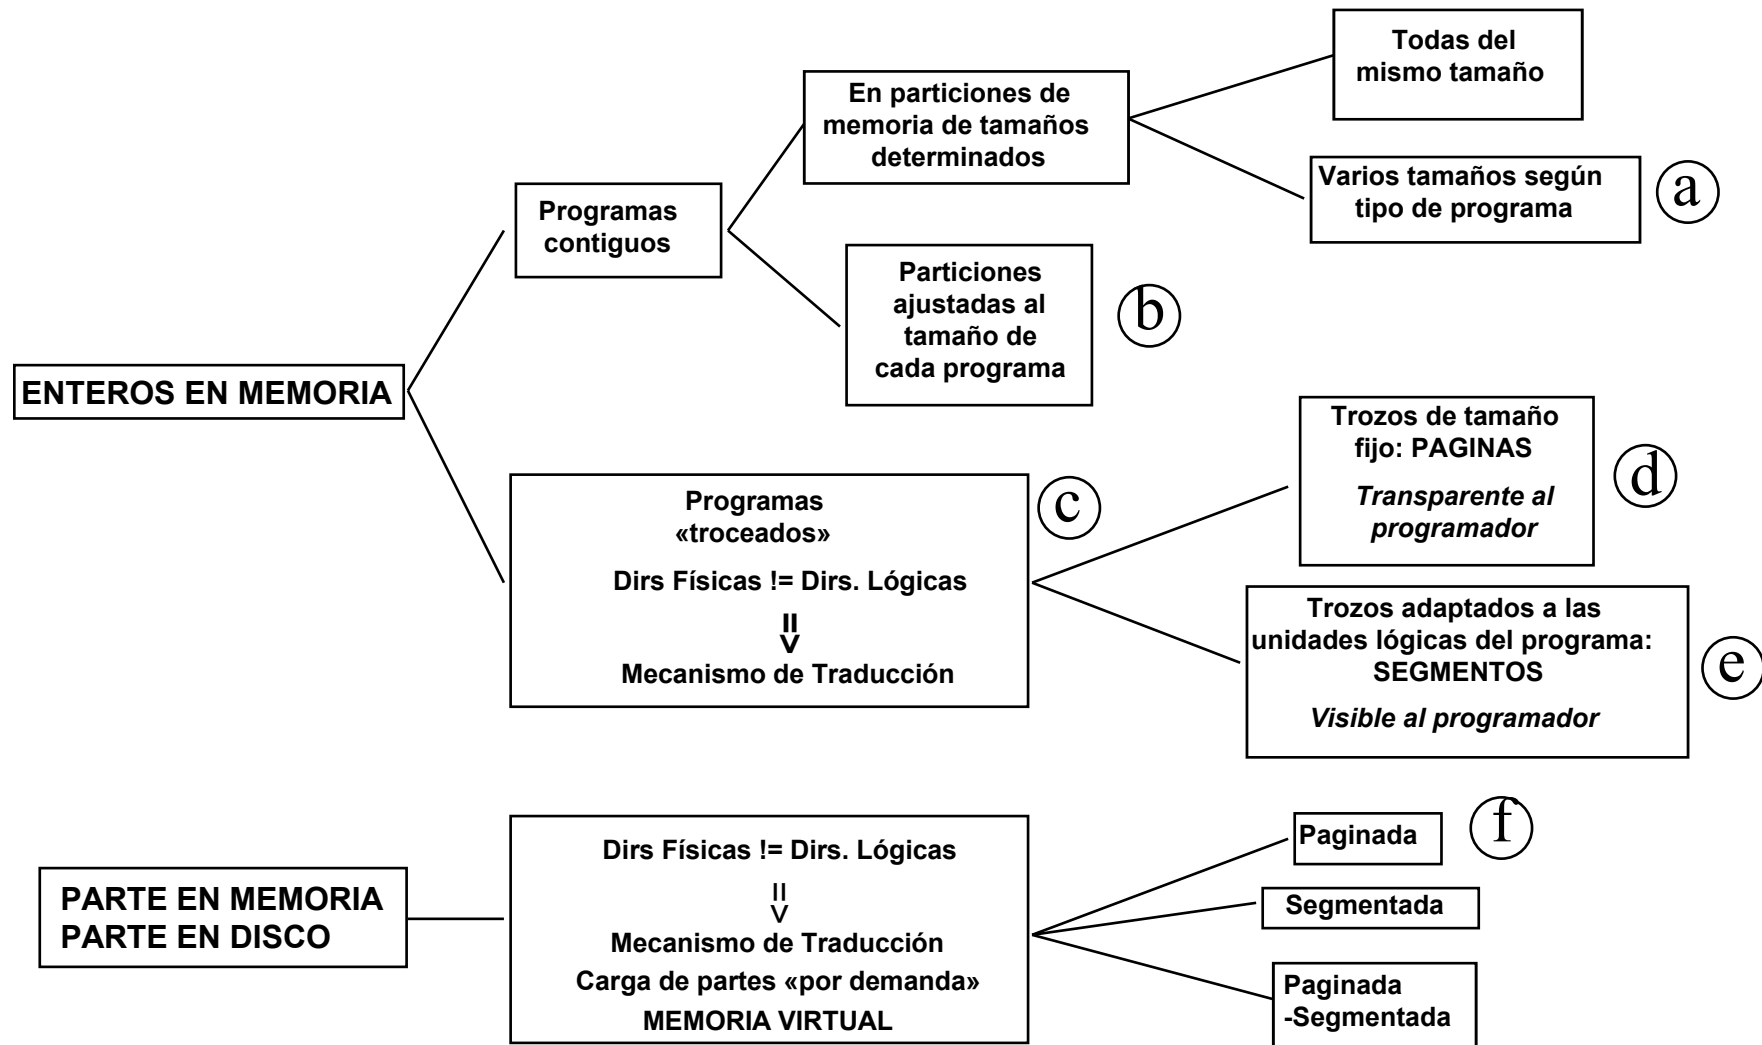 Todas del
mismo tamaño
En particiones de
memoria de tamaños
determinados
Varios tamaños según
tipo de programa
a
Programas
contiguos
Particiones
ajustadas al
tamaño de
cada programa
b
ENTEROS EN MEMORIA
Programas
«troceados»
Dirs Físicas != Dirs. Lógicas
=>
Mecanismo de Traducción
c
Trozos de tamaño
fijo: PAGINAS
Transparente al
programador
d
Trozos adaptados a las
unidades lógicas del programa:
SEGMENTOS
Visible al programador
e
PARTE EN MEMORIA
PARTE EN DISCO
Dirs Físicas != Dirs. Lógicas
=>
Mecanismo de Traducción
Carga de partes «por demanda»
MEMORIA VIRTUAL
Paginada
f
Segmentada
Paginada
-Segmentada